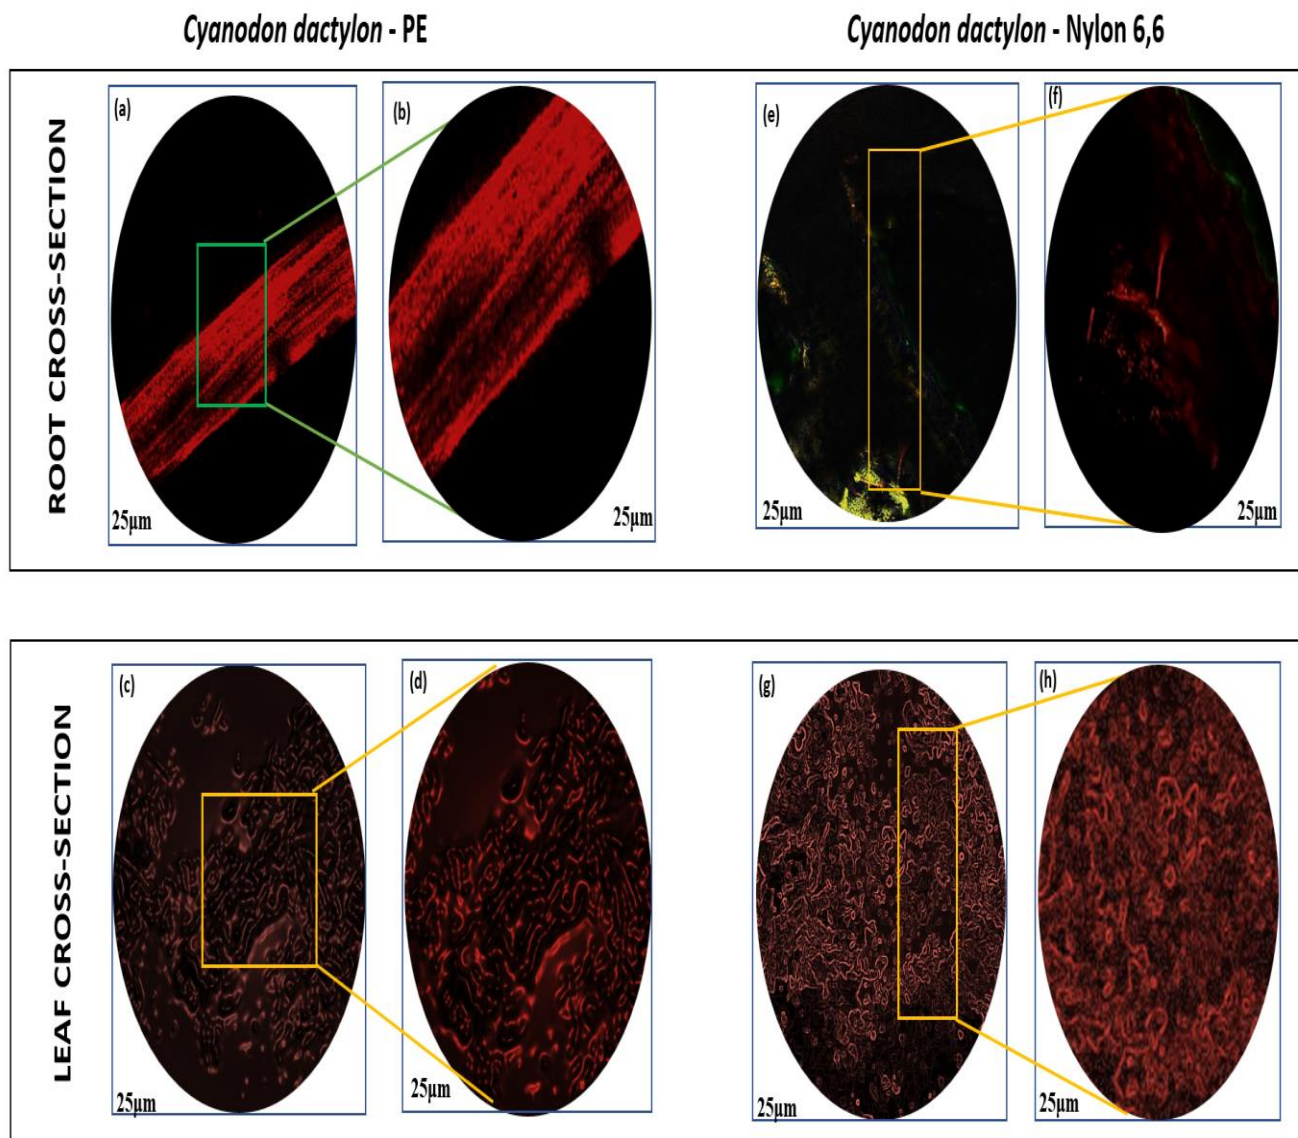 Cyanodon dactylon - PE
Cyanodon dactylon - Nylon 6,6
ROOT CROSS-SECTION
(a)
(b)
(e)
(f)
25µm
25µm
25µm
25µm
LEAF CROSS-SECTION
(c)
(d)
(g)
(h)
25µm
25µm
25µm
25µm